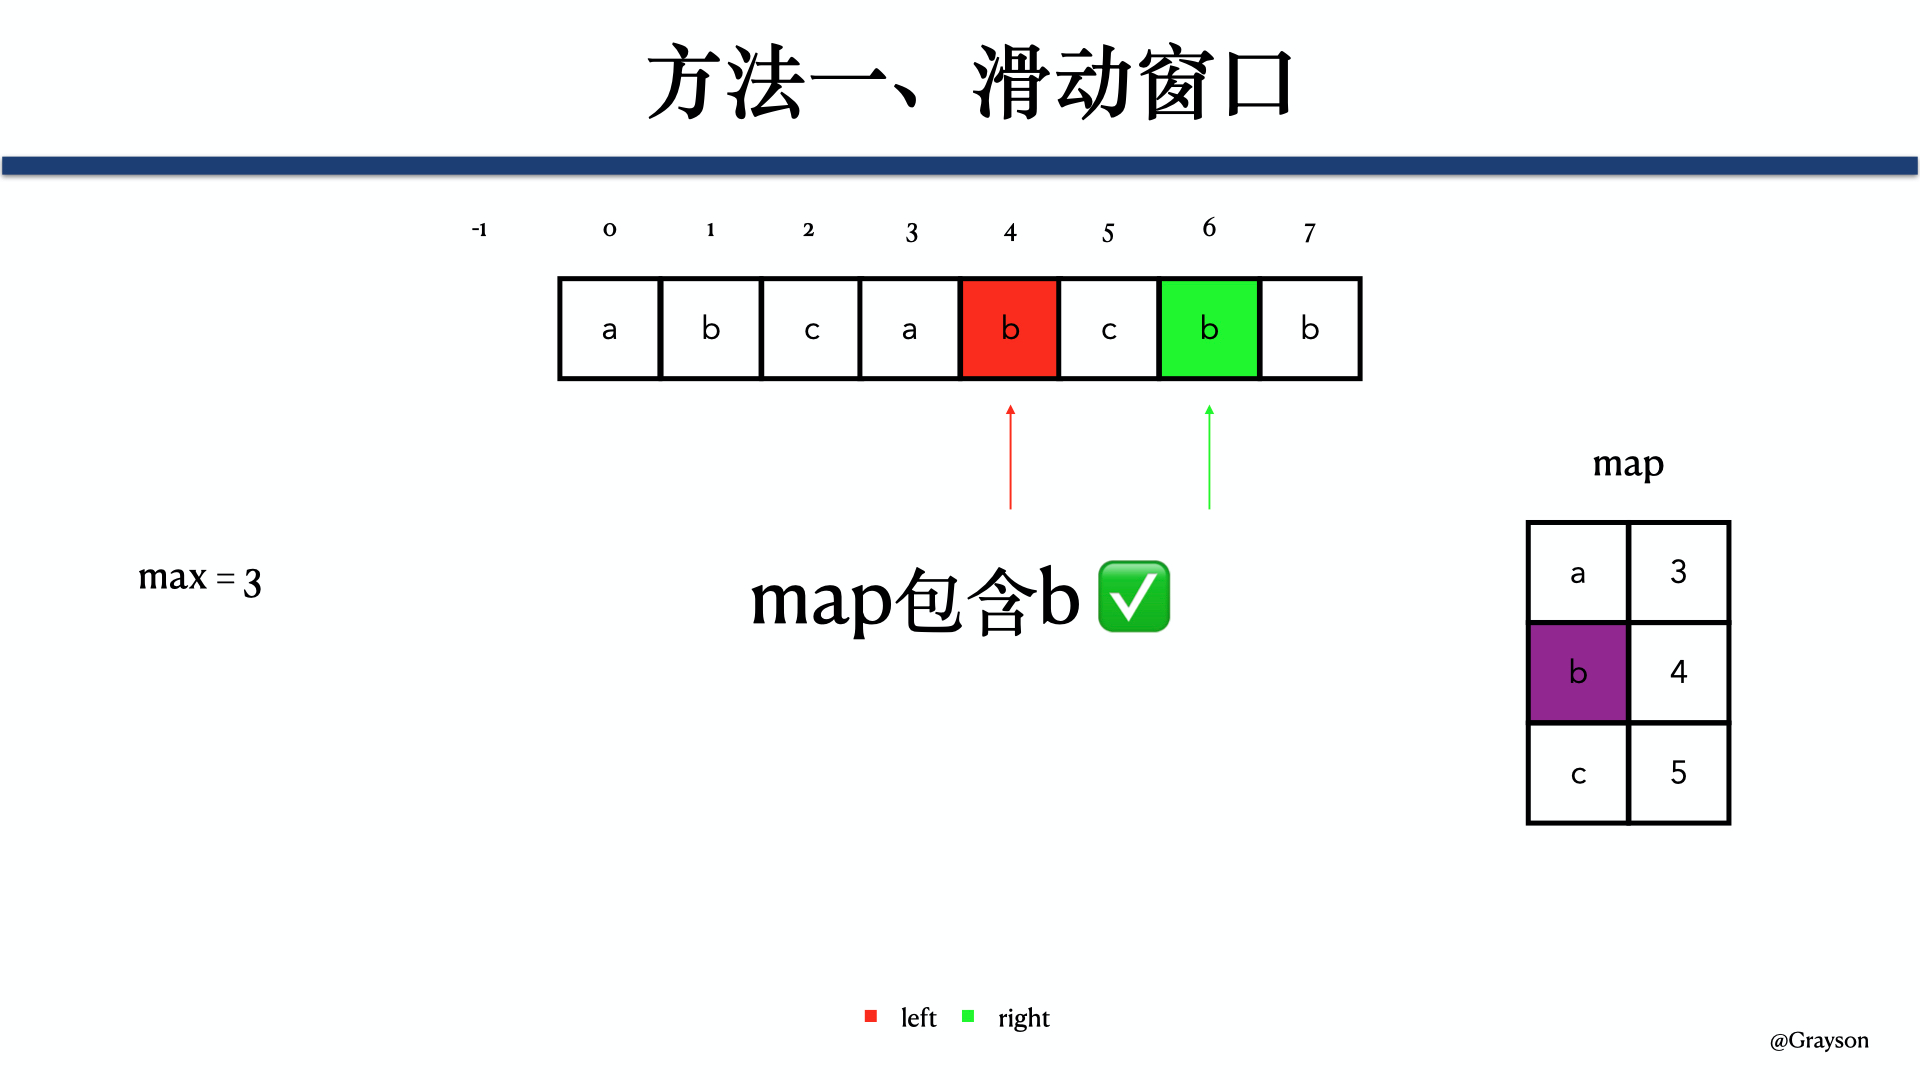 方法一、滑动窗口
-1 0 1 2 3 4 5 6 7
a b c a b c b b
map
a 3
max = 3
map包含b ✅
b 4
c 5
left right
@Grayson